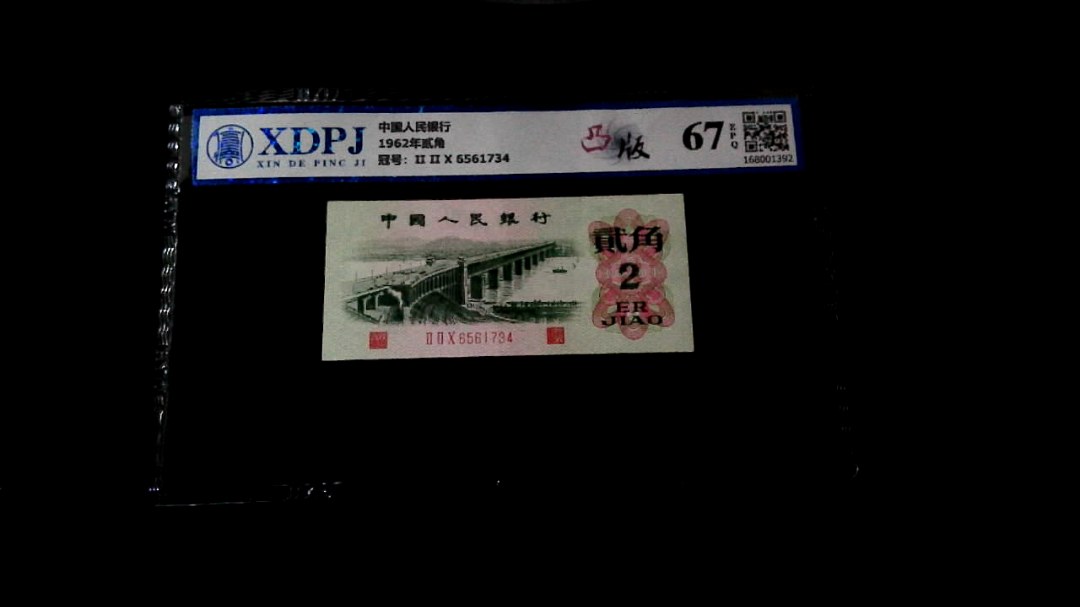 XDPJ
XIN DE PING JI
中国人民银行
1962年贰角
冠号：II II X 6561734
凸版
67
EPQ
168001392
中國人民銀行
貳角
2
ER
JIAO
II II X 6561734